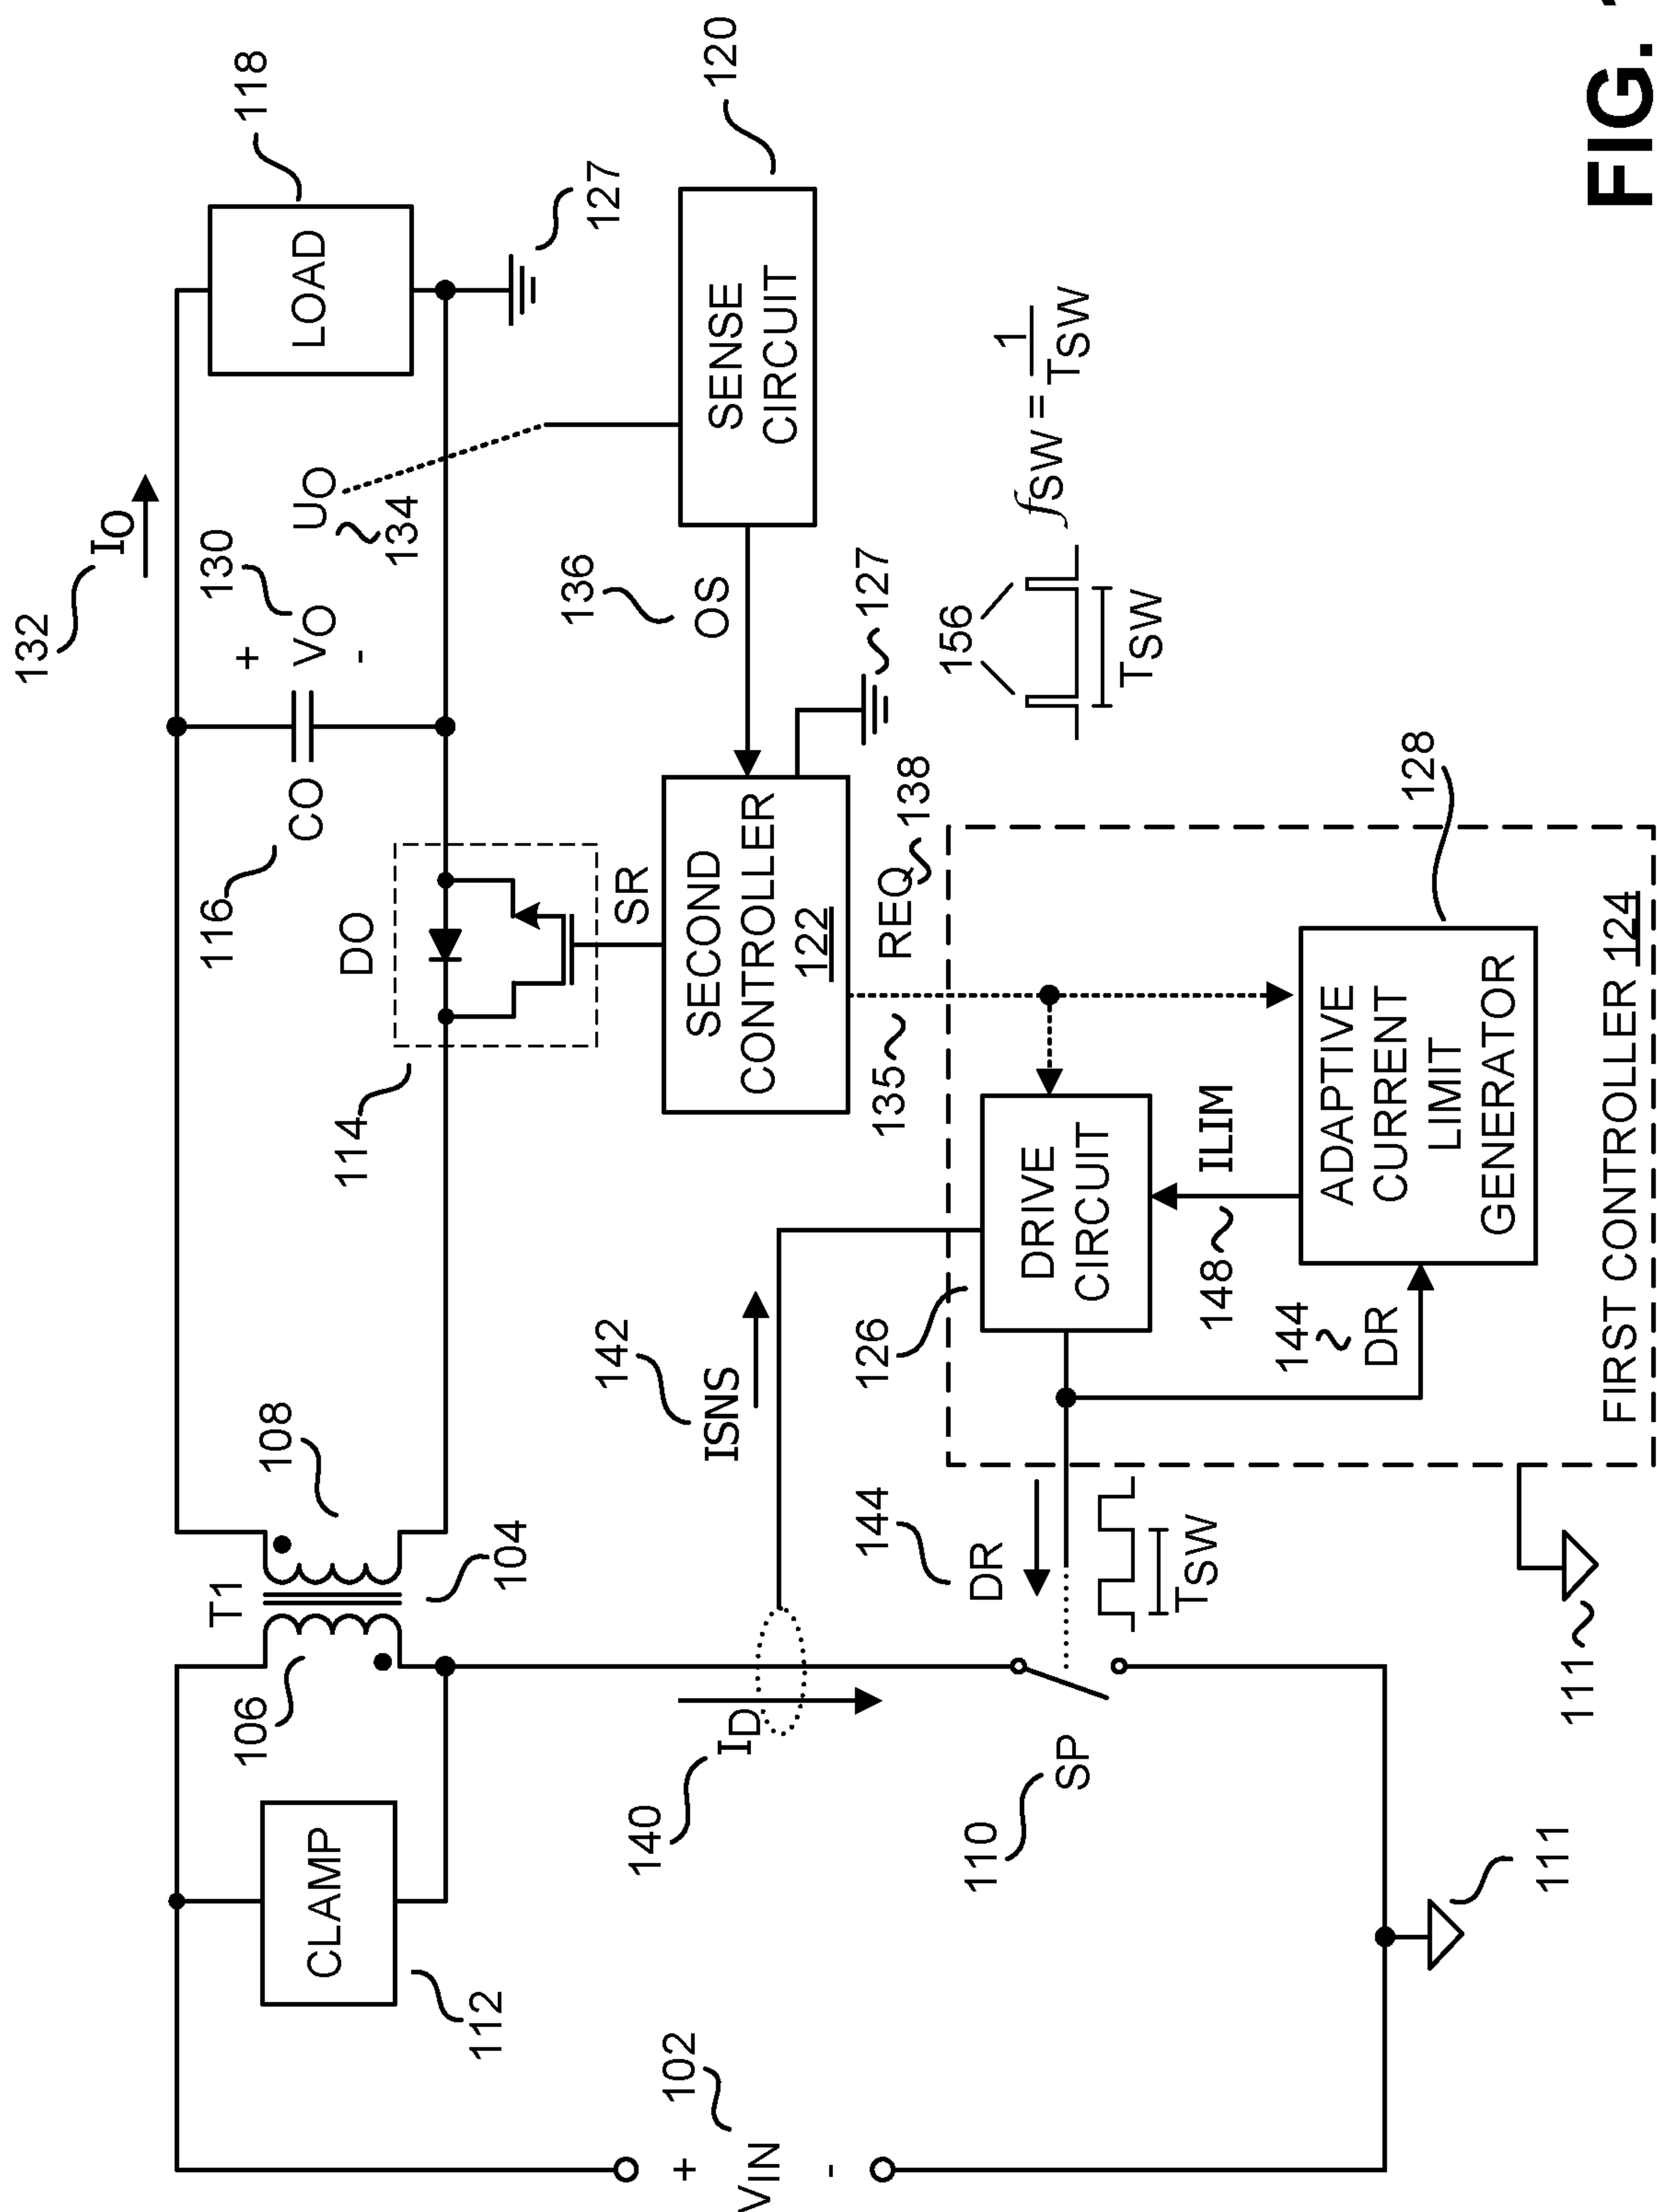 132
IO
118
LOAD
127
116
CO
+
VO
-
130
UO
134
114
DO
SR
T1
108
104
106
CLAMP
112
102
+
VIN
-
136
OS
SENSE
CIRCUIT
120
SECOND
CONTROLLER
122
127
135
REQ
138
156
TSW
fSW = 1
TSW
142
ISNS
140
ID
110
SP
144
DR
TSW
126
DRIVE
CIRCUIT
148
ILIM
144
DR
128
ADAPTIVE
CURRENT
LIMIT
GENERATOR
FIRST CONTROLLER 124
111
111
FIG.